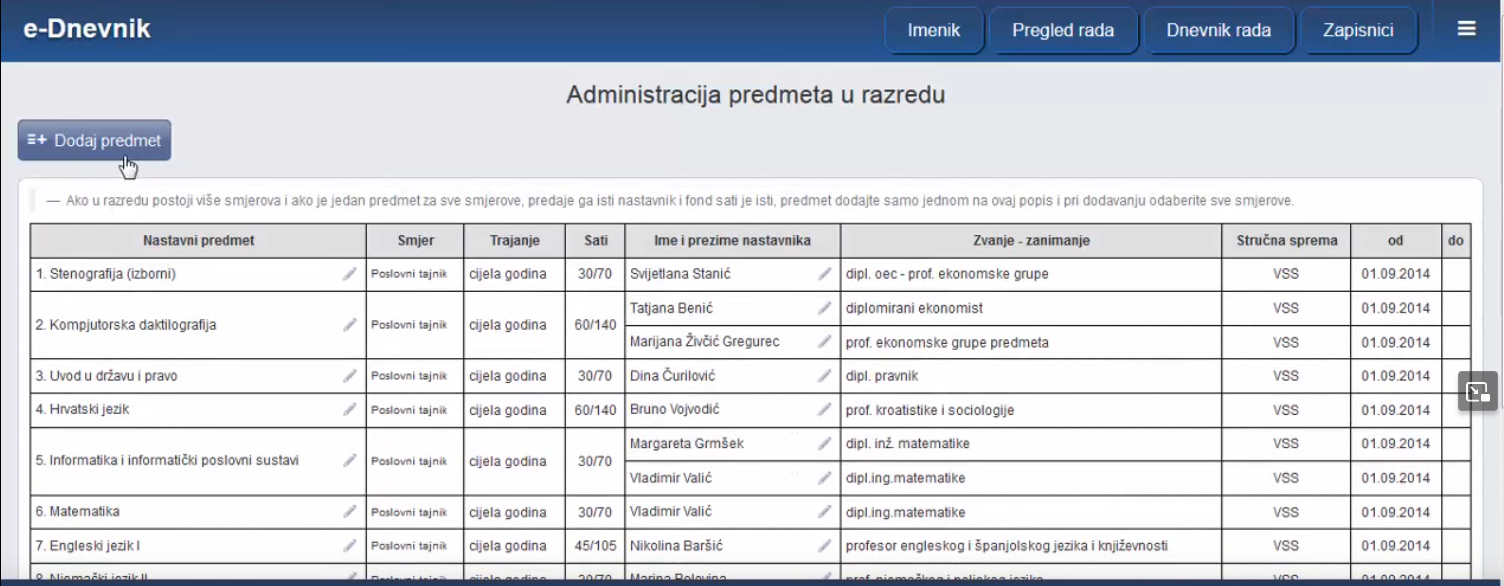 e-Dnevnik Imenik Pregled rada Dnevnik rada Zapisnici
Administracija predmeta u razredu
Dodaj predmet
— Ako u razredu postoji više smjerova i ako je jedan predmet za sve smjerove, predaje ga isti nastavnik i fond sati je isti, predmet dodajte samo jednom na ovaj popis i pri dodavanju odaberite sve smjerove.
Nastavni predmet Smjer Trajanje Sati Ime i prezime nastavnika Zvanje - zanimanje Stručna sprema od do
1. Stenografija (izborni) Poslovni tajnik cijela godina 30/70 Svijetlana Stanić dipl. oec - prof. ekonomske grupe VSS 01.09.2014
2. Kompjutorska daktilografija Poslovni tajnik cijela godina 60/140 Tatjana Benić diplomirani ekonomist VSS 01.09.2014
Marijana Živčić Gregurec prof. ekonomske grupe predmeta VSS 01.09.2014
3. Uvod u državu i pravo Poslovni tajnik cijela godina 30/70 Dina Čurilović dipl. pravnik VSS 01.09.2014
4. Hrvatski jezik Poslovni tajnik cijela godina 60/140 Bruno Vojvodić prof. kroatistike i sociologije VSS 01.09.2014
5. Informatika i informatički poslovni sustavi Poslovni tajnik cijela godina 30/70 Margareta Grmšek dipl. inž. matematike VSS 01.09.2014
Vladimir Valić dipl.ing.matematike VSS 01.09.2014
6. Matematika Poslovni tajnik cijela godina 30/70 Vladimir Valić dipl.ing.matematike VSS 01.09.2014
7. Engleski jezik I Poslovni tajnik cijela godina 45/105 Nikolina Baršić profesor engleskog i španjolskog jezika i književnosti VSS 01.09.2014
8. Njemački jezik II Poslovni tajnik cijela godina 30/70 Marina